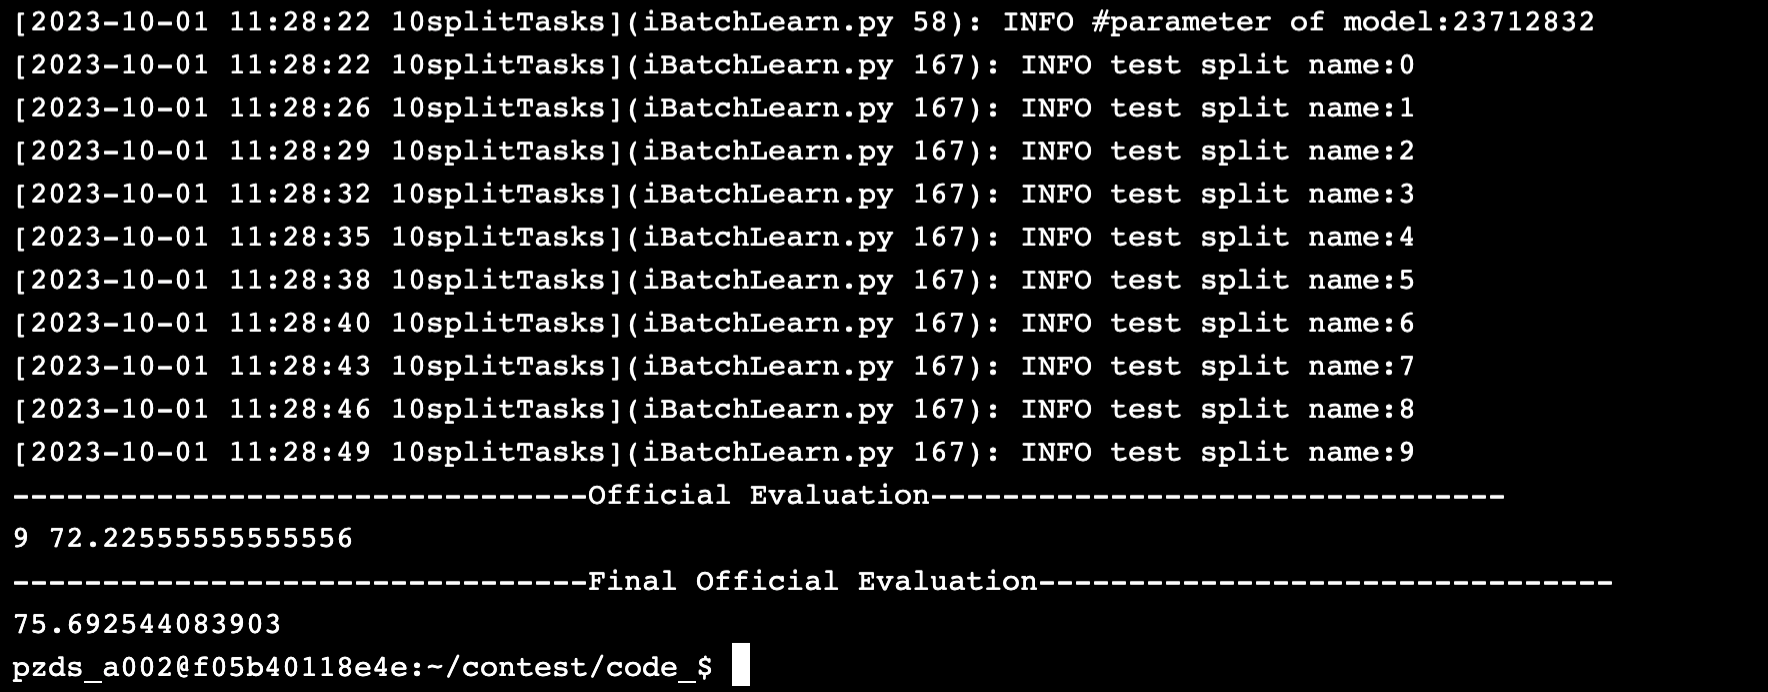 [2023-10-01 11:28:22 10splitTasks](iBatchLearn.py 58): INFO #parameter of model:23712832
[2023-10-01 11:28:22 10splitTasks](iBatchLearn.py 167): INFO test split name:0
[2023-10-01 11:28:26 10splitTasks](iBatchLearn.py 167): INFO test split name:1
[2023-10-01 11:28:29 10splitTasks](iBatchLearn.py 167): INFO test split name:2
[2023-10-01 11:28:32 10splitTasks](iBatchLearn.py 167): INFO test split name:3
[2023-10-01 11:28:35 10splitTasks](iBatchLearn.py 167): INFO test split name:4
[2023-10-01 11:28:38 10splitTasks](iBatchLearn.py 167): INFO test split name:5
[2023-10-01 11:28:40 10splitTasks](iBatchLearn.py 167): INFO test split name:6
[2023-10-01 11:28:43 10splitTasks](iBatchLearn.py 167): INFO test split name:7
[2023-10-01 11:28:46 10splitTasks](iBatchLearn.py 167): INFO test split name:8
[2023-10-01 11:28:49 10splitTasks](iBatchLearn.py 167): INFO test split name:9
--------------------------------Official Evaluation--------------------------------
9 72.22555555555556
--------------------------------Final Official Evaluation--------------------------------
75.692544083903
pzds_a002@f05b40118e4e:~/contest/code_$